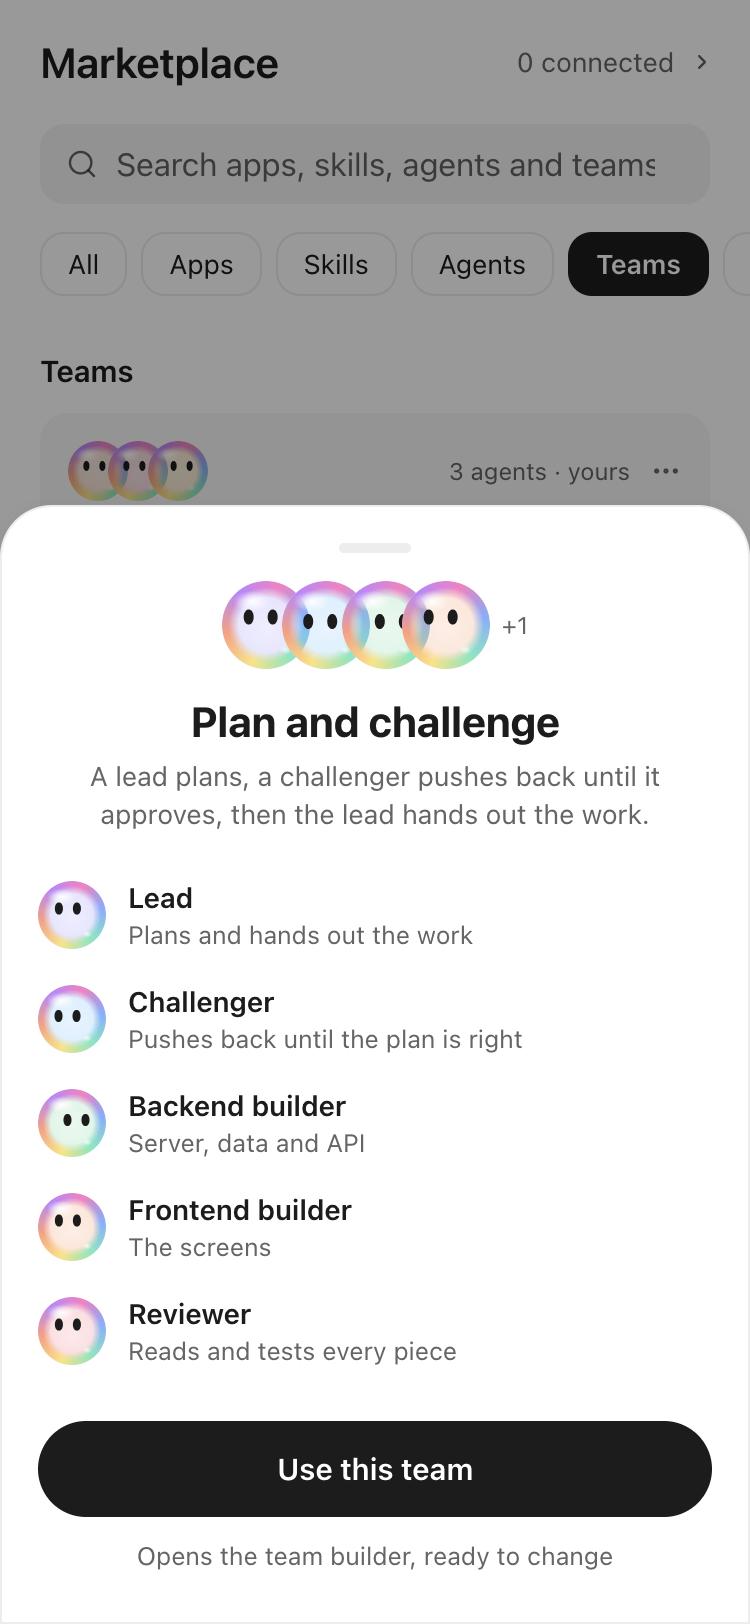 Marketplace
0 connected
Search apps, skills, agents and teams
All
Apps
Skills
Agents
Teams
Teams
3 agents · yours
+1
Plan and challenge
A lead plans, a challenger pushes back until it
approves, then the lead hands out the work.
Lead
Plans and hands out the work
Challenger
Pushes back until the plan is right
Backend builder
Server, data and API
Frontend builder
The screens
Reviewer
Reads and tests every piece
Use this team
Opens the team builder, ready to change